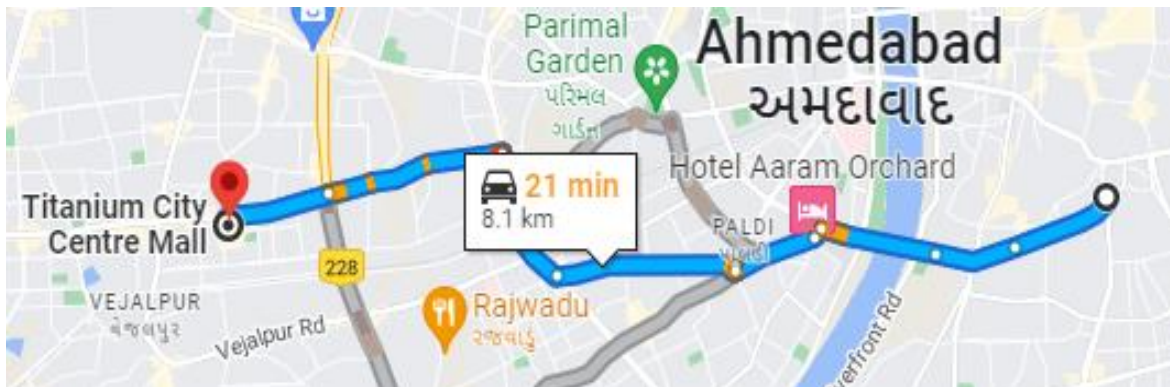 Parimal
Garden
પરિમલ
ગાર્ડન
Ahmedabad
અમદાવાદ
Hotel Aaram Orchard
21 min
8.1 km
Titanium City
Centre Mall
PALDI
પાલડી
228
VEJALPUR
વેજલપુર
Vejalpur Rd
Rajwadu
રજવાડું
erfront Rd